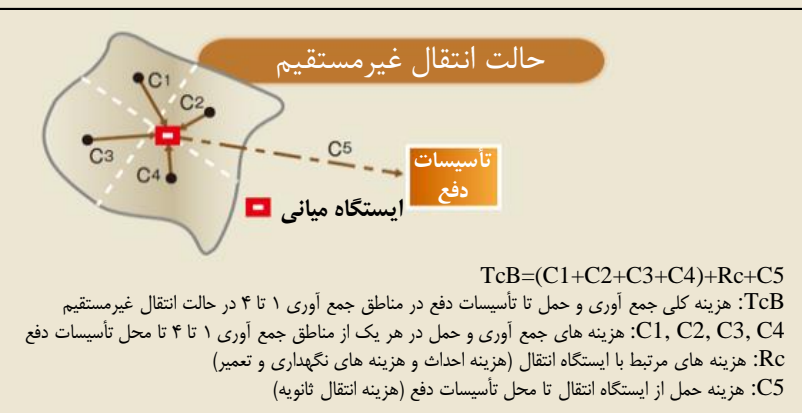 حالت انتقال غیرمستقیم
C1
C2
C3
C4
C5
تأسیسات
دفع
ایستگاه میانی
TcB=(C1+C2+C3+C4)+Rc+C5
TcB: هزینه کلی جمع آوری و حمل تا تأسیسات دفع در مناطق جمع آوری ۱ تا ۴ در حالت انتقال غیرمستقیم
C1, C2, C3, C4: هزینه های جمع آوری و حمل در هر یک از مناطق جمع آوری ۱ تا ۴ تا محل تأسیسات دفع
Rc: هزینه های مرتبط با ایستگاه انتقال (هزینه احداث و هزینه های نگهداری و تعمیر)
C5: هزینه حمل از ایستگاه انتقال تا محل تأسیسات دفع (هزینه انتقال ثانویه)